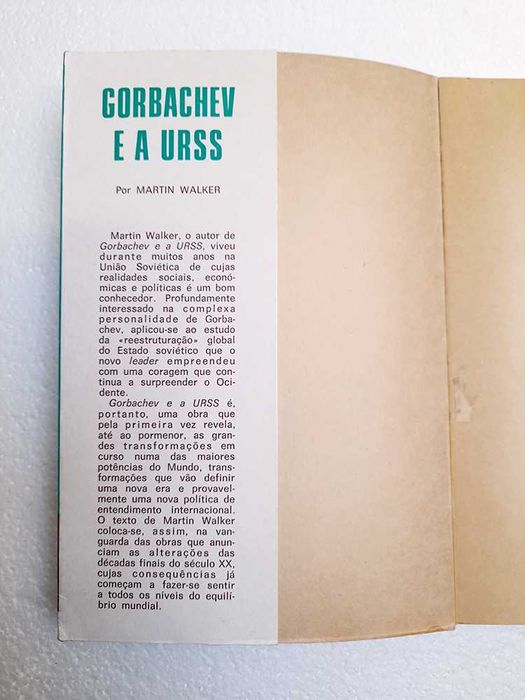 GORBACHEV
E A URSS
Por MARTIN WALKER
Martin Walker, o autor de
Gorbachev e a URSS, viveu
durante muitos anos na
União Soviética de cujas
realidades sociais, econó-
micas e políticas é um bom
conhecedor. Profundamente
interessado na complexa
personalidade de Gorba-
chev, aplicou-se ao estudo
da «reestruturação» global
do Estado soviético que o
novo leader empreendeu
com uma coragem que con-
tinua a surpreender o Oci-
dente.
Gorbachev e a URSS é,
portanto, uma obra que
pela primeira vez revela,
até ao pormenor, as gran-
des transformações em
curso numa das maiores
potências do Mundo, trans-
formações que vão definir
uma nova era e provavel-
mente uma nova política de
entendimento internacional.
O texto de Martin Walker
coloca-se, assim, na van-
guarda das obras que anun-
ciam as alterações das
décadas finais do século XX,
cujas consequências já
começam a fazer-se sentir
a todos os níveis do equilí-
brio mundial.